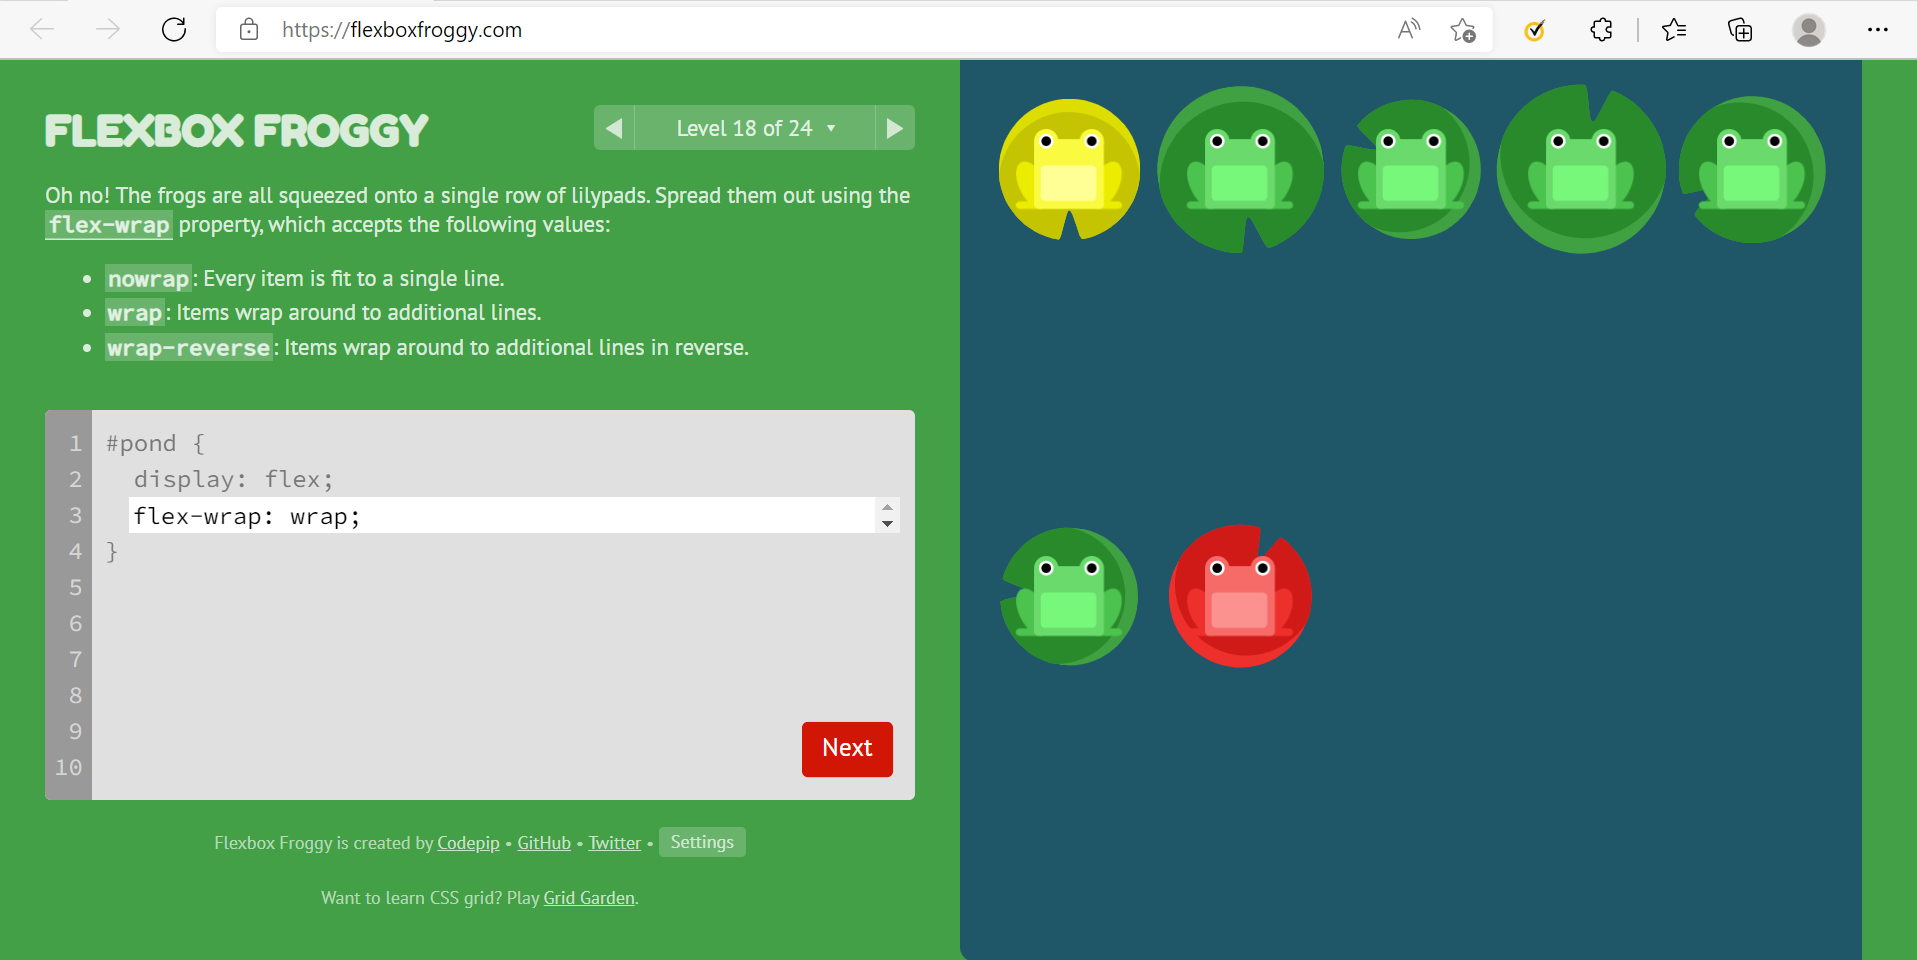 https://flexboxfroggy.com
FLEXBOX FROGGY
Level 18 of 24 ▼
Oh no! The frogs are all squeezed onto a single row of lilypads. Spread them out using the
flex-wrap property, which accepts the following values:
• nowrap: Every item is fit to a single line.
• wrap: Items wrap around to additional lines.
• wrap-reverse: Items wrap around to additional lines in reverse.
1 #pond {
2 display: flex;
3 flex-wrap: wrap;
4 }
5
6
7
8
9
10
Next
Flexbox Froggy is created by Codepip • GitHub • Twitter • Settings
Want to learn CSS grid? Play Grid Garden.